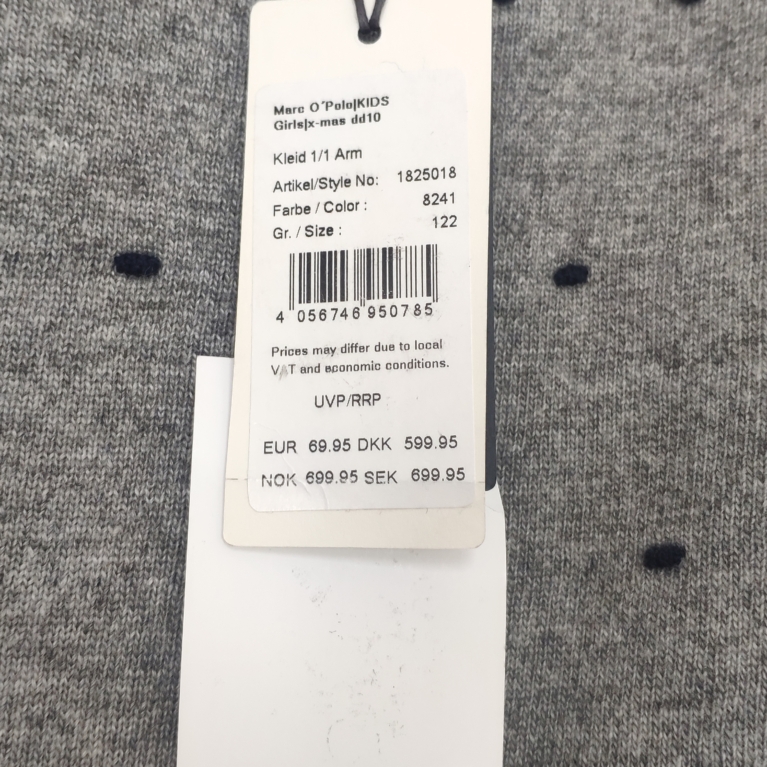 Marc O´Polo|KIDS
Girls|x-mas dd10
Kleid 1/1 Arm
Artikel/Style No: 1825018
Farbe / Color : 8241
Gr. / Size : 122
4 056746 950785
Prices may differ due to local
VAT and economic conditions.
UVP/RRP
EUR 69.95 DKK 599.95
NOK 699.95 SEK 699.95